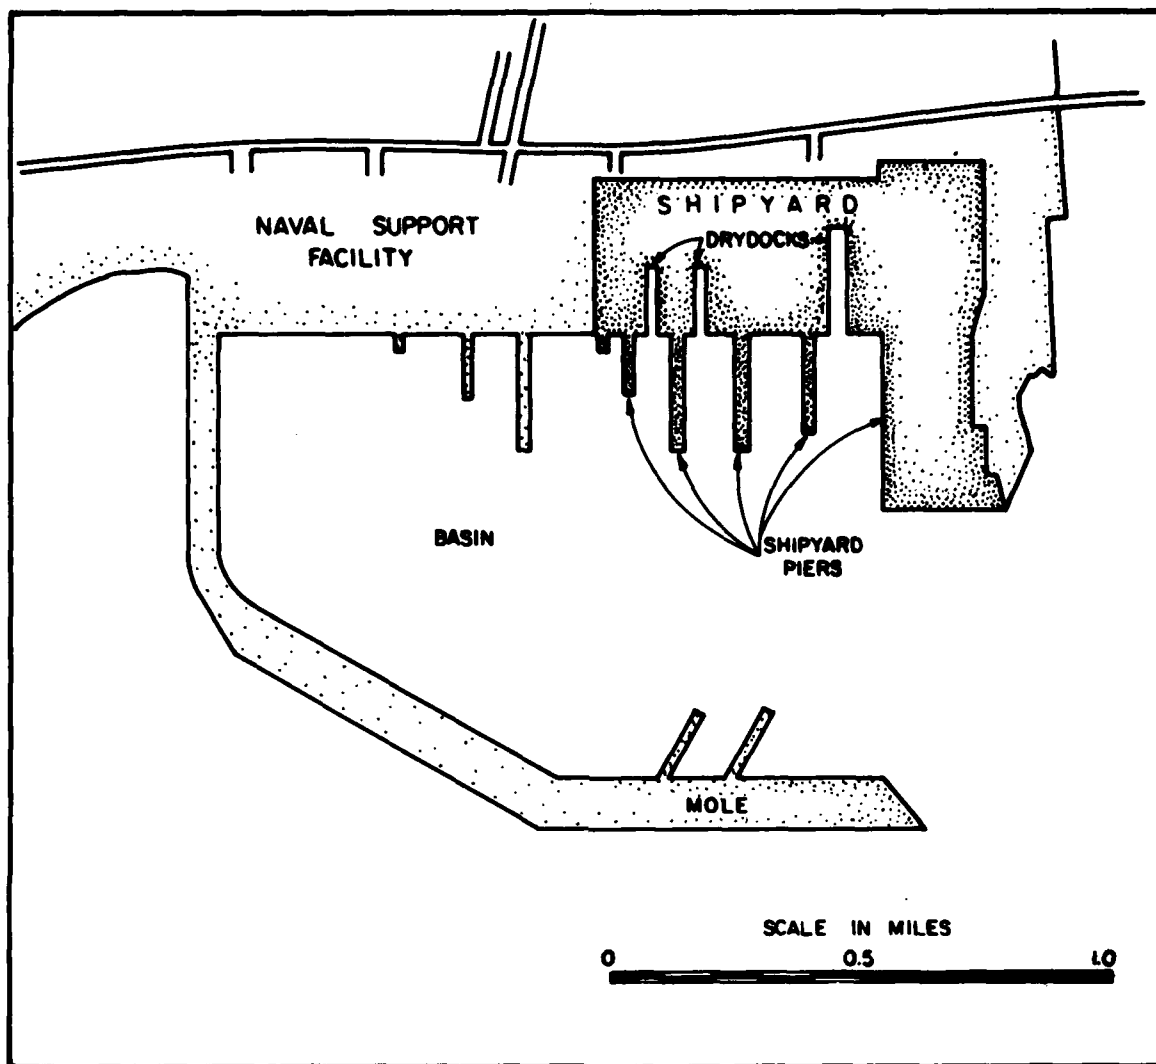 SHIPYARD
NAVAL SUPPORT
FACILITY
DRYDOCKS
BASIN
SHIPYARD
PIERS
MOLE
SCALE IN MILES
0 0.5 1.0